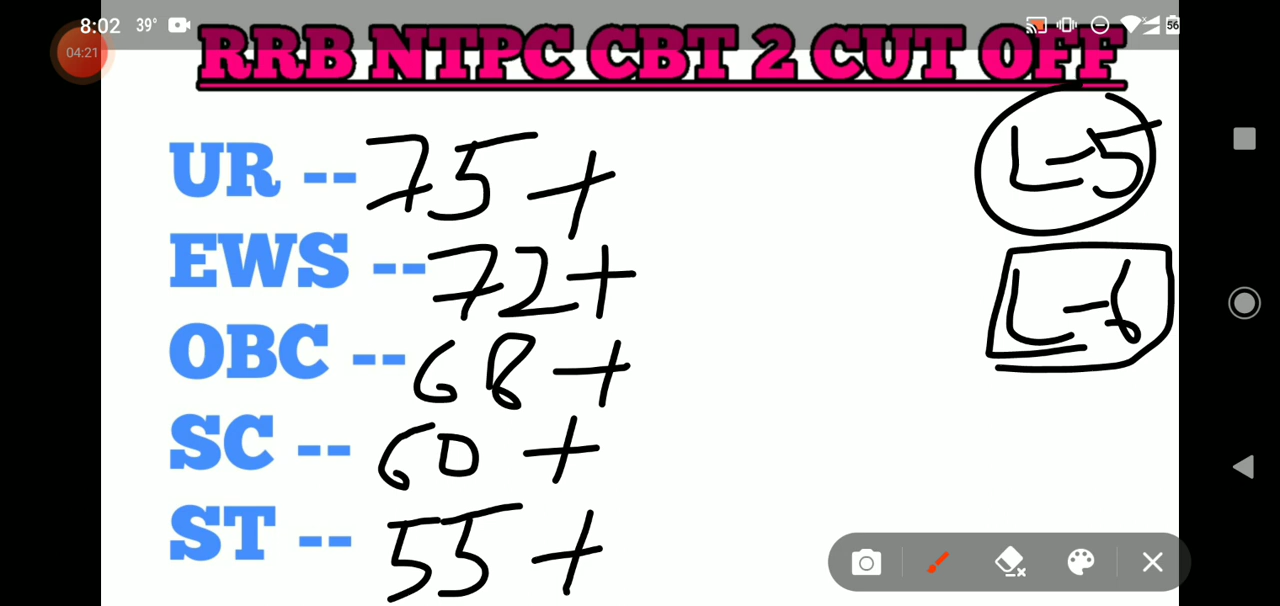 8:02 39° 56
04:21
RRB NTPC CBT 2 CUT OFF
UR -- 75+
L-5
EWS -- 72+
L-6
OBC -- 68+
SC -- 60+
ST -- 55+